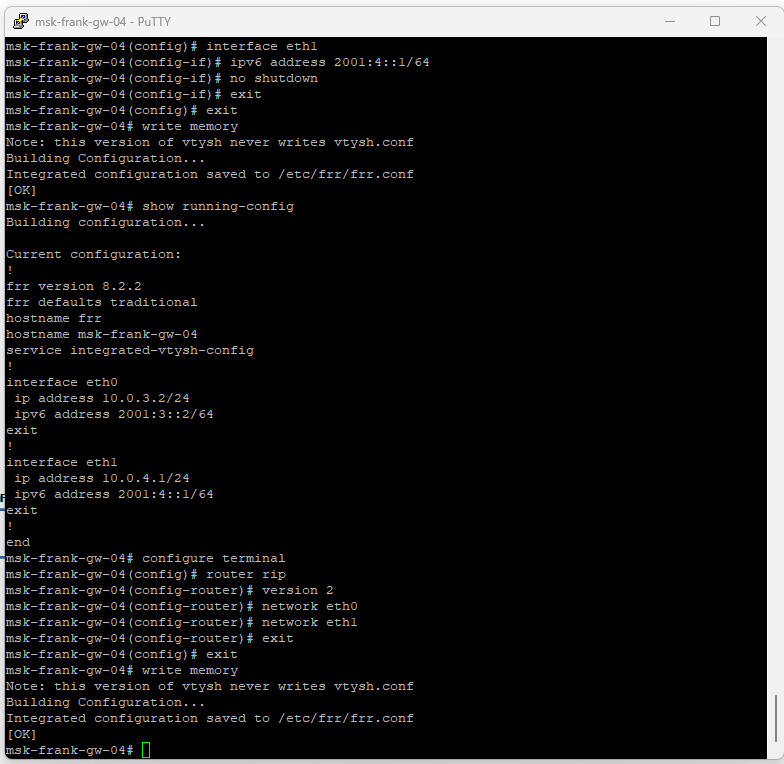 msk-frank-gw-04 - PuTTY
msk-frank-gw-04(config)# interface eth1
msk-frank-gw-04(config-if)# ipv6 address 2001:4::1/64
msk-frank-gw-04(config-if)# no shutdown
msk-frank-gw-04(config-if)# exit
msk-frank-gw-04(config)# exit
msk-frank-gw-04# write memory
Note: this version of vtysh never writes vtysh.conf
Building Configuration...
Integrated configuration saved to /etc/frr/frr.conf
[OK]
msk-frank-gw-04# show running-config
Building configuration...

Current configuration:
!
frr version 8.2.2
frr defaults traditional
hostname frr
hostname msk-frank-gw-04
service integrated-vtysh-config
!
interface eth0
 ip address 10.0.3.2/24
 ipv6 address 2001:3::2/64
exit
!
interface eth1
 ip address 10.0.4.1/24
 ipv6 address 2001:4::1/64
exit
!
end
msk-frank-gw-04# configure terminal
msk-frank-gw-04(config)# router rip
msk-frank-gw-04(config-router)# version 2
msk-frank-gw-04(config-router)# network eth0
msk-frank-gw-04(config-router)# network eth1
msk-frank-gw-04(config-router)# exit
msk-frank-gw-04(config)# exit
msk-frank-gw-04# write memory
Note: this version of vtysh never writes vtysh.conf
Building Configuration...
Integrated configuration saved to /etc/frr/frr.conf
[OK]
msk-frank-gw-04#